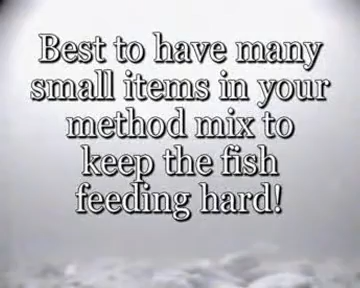 Best to have many
small items in your
method mix to
keep the fish
feeding hard!